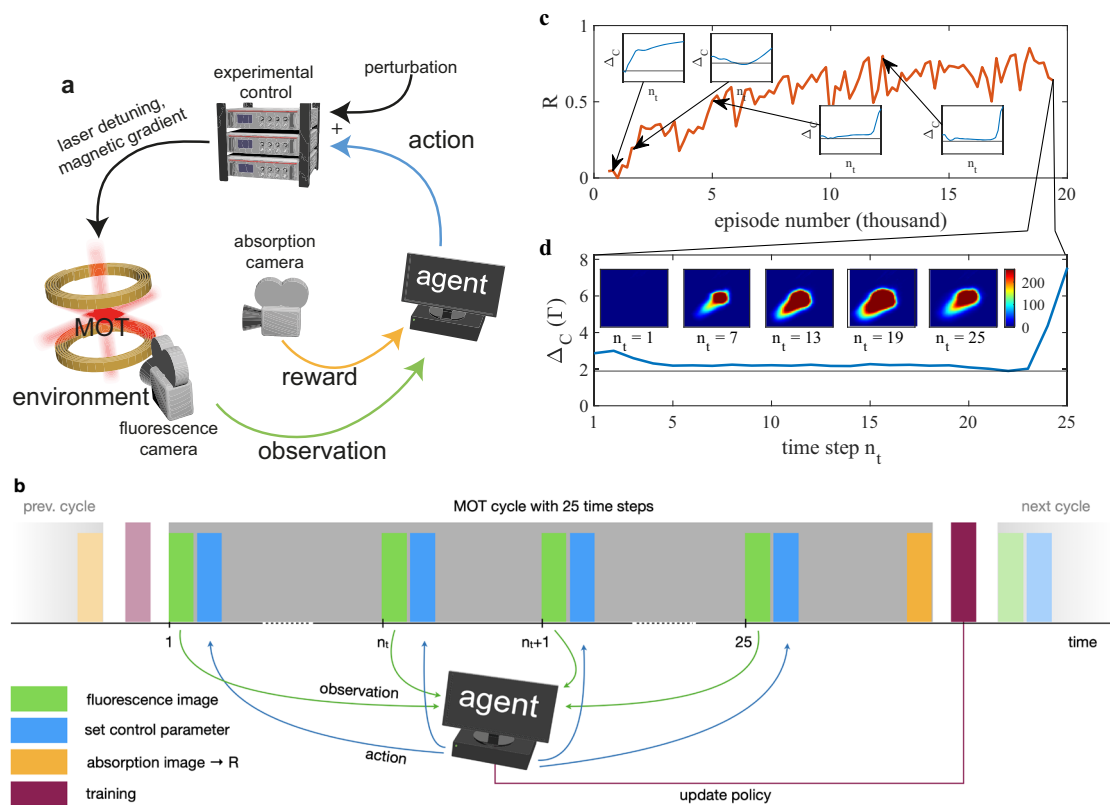 a
experimental
control
perturbation
+
laser detuning,
magnetic gradient
action
absorption
camera
agent
MOT
reward
environment
fluorescence
camera
observation
c
R
1
0.5
0
Δ_C
n_t
Δ_C
n_t
Δ_C
n_t
Δ_C
n_t
0
5
10
15
20
episode number (thousand)
d
Δ_C (Γ)
8
6
4
2
0
n_t = 1
n_t = 7
n_t = 13
n_t = 19
n_t = 25
200
100
0
1
5
10
15
20
25
time step n_t
b
prev. cycle
MOT cycle with 25 time steps
next cycle
1
n_t
n_t+1
25
time
fluorescence image
set control parameter
absorption image → R
training
observation
agent
action
update policy